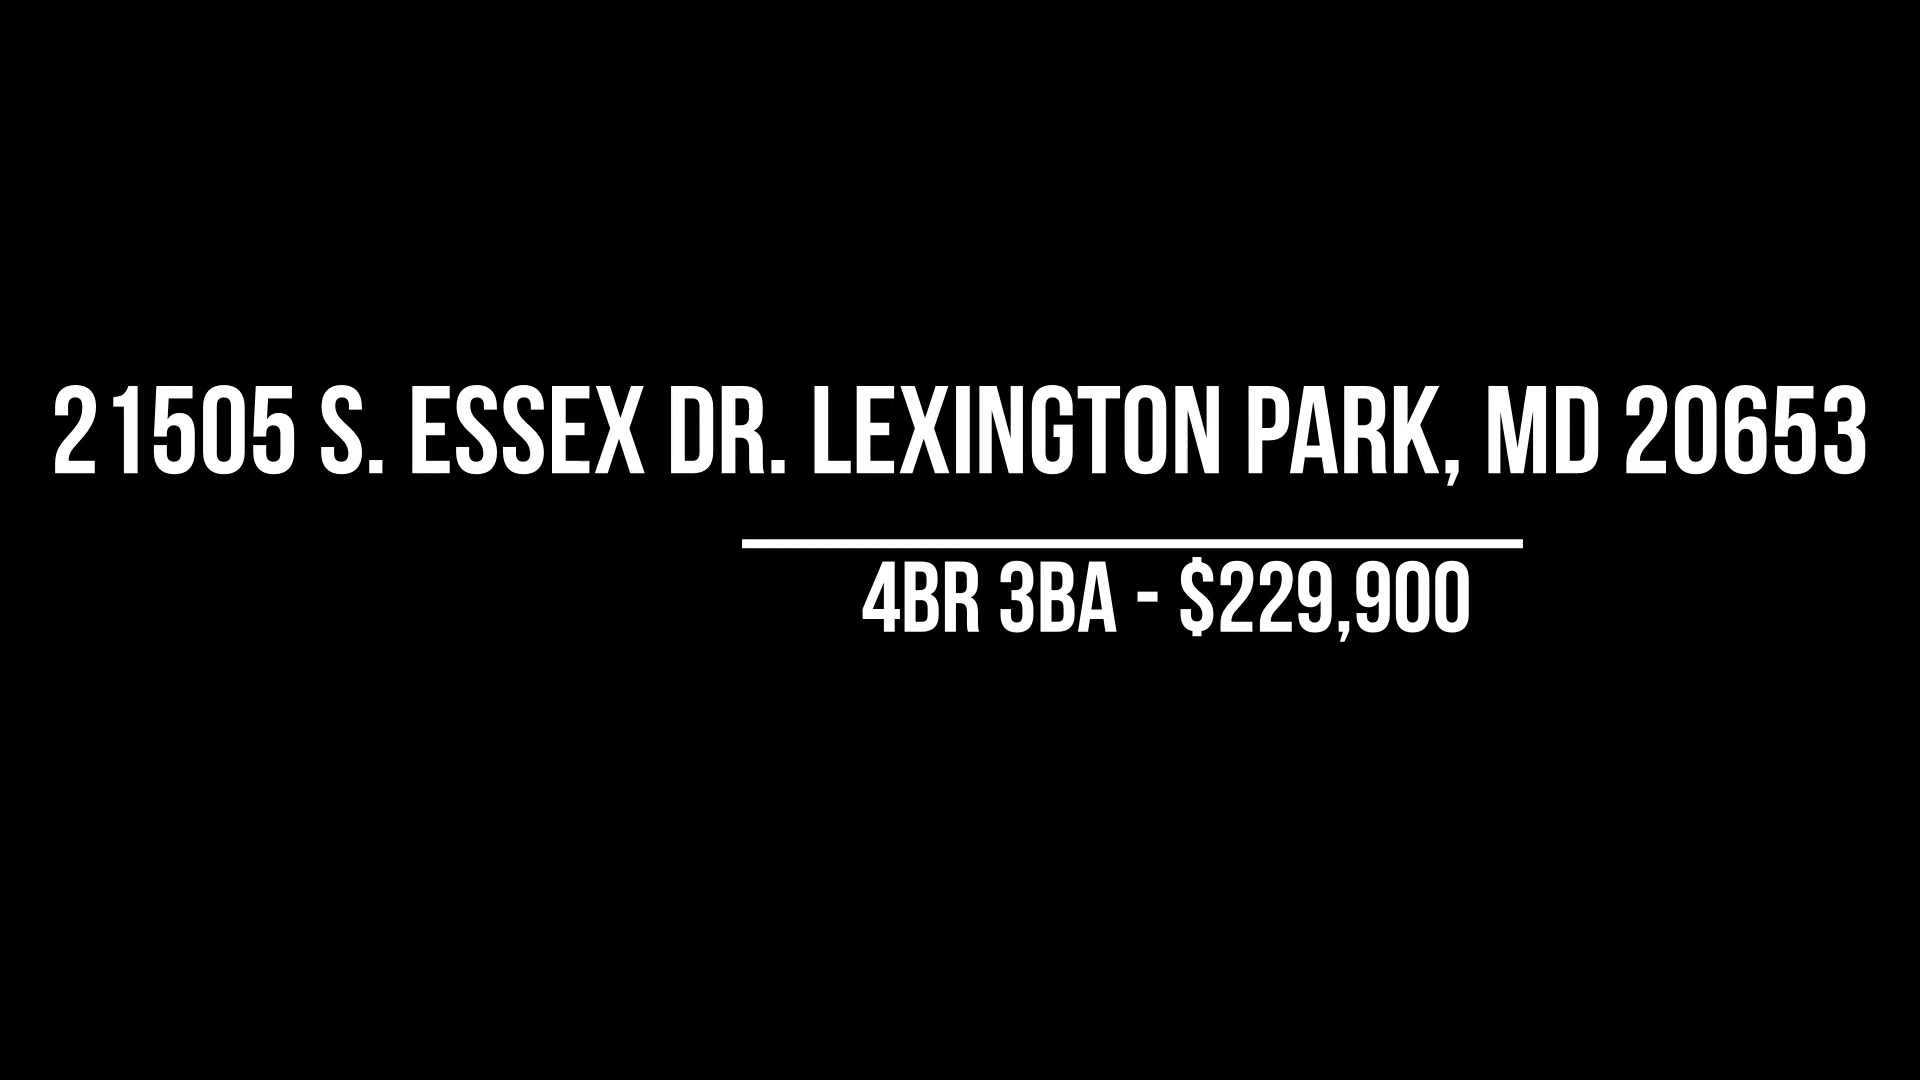 21505 S. ESSEX DR. LEXINGTON PARK, MD 20653
4BR 3BA - $229,900